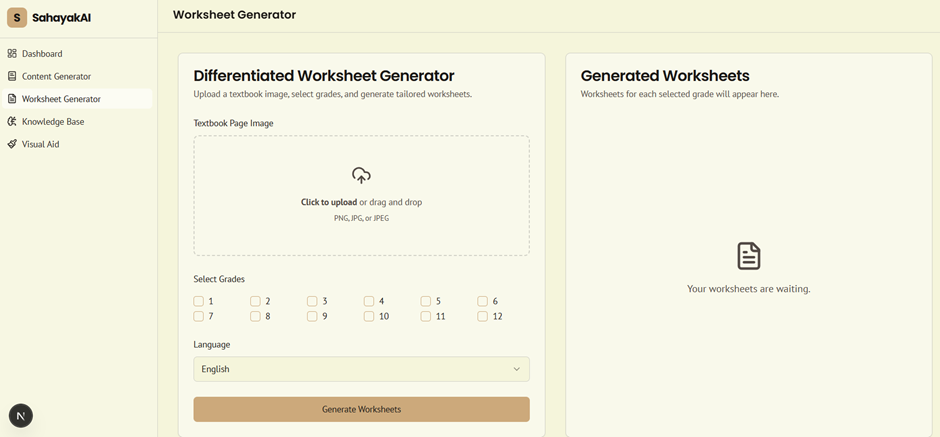 S SahayakAI
Dashboard
Content Generator
Worksheet Generator
Knowledge Base
Visual Aid
N
Worksheet Generator
Differentiated Worksheet Generator
Upload a textbook image, select grades, and generate tailored worksheets.
Textbook Page Image
Click to upload or drag and drop
PNG, JPG, or JPEG
Select Grades
1 2 3 4 5 6
7 8 9 10 11 12
Language
English
Generate Worksheets
Generated Worksheets
Worksheets for each selected grade will appear here.
Your worksheets are waiting.